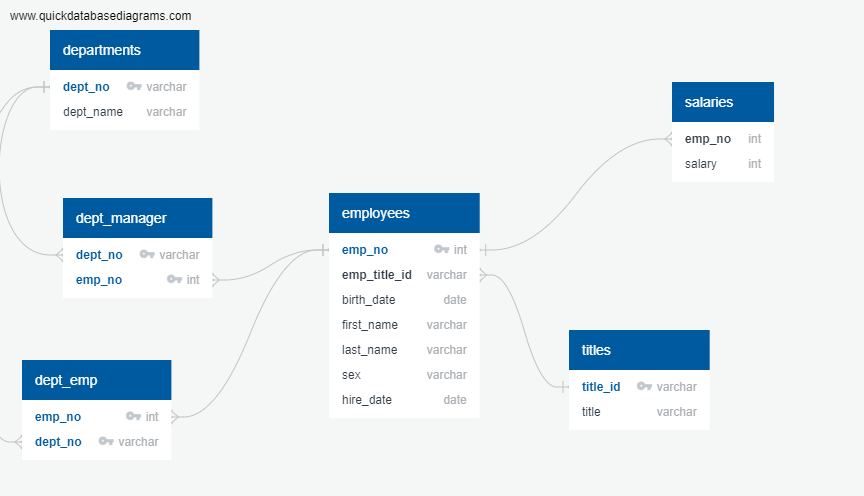 www.quickdatabasediagrams.com
departments
dept_no varchar
dept_name varchar
salaries
emp_no int
salary int
dept_manager
dept_no varchar
emp_no int
employees
emp_no int
emp_title_id varchar
birth_date date
first_name varchar
last_name varchar
sex varchar
hire_date date
titles
title_id varchar
title varchar
dept_emp
emp_no int
dept_no varchar